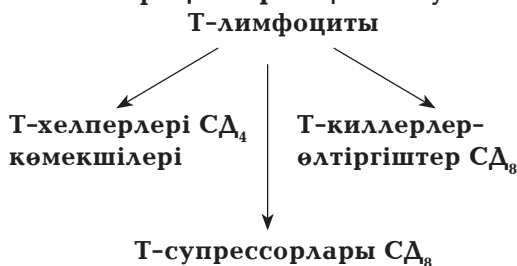 Т-лимфоциты
Т-хелперлері СД₄
көмекшілері
Т-киллерлер-
өлтіргіштер СД₈
Т-супрессорлары СД₈